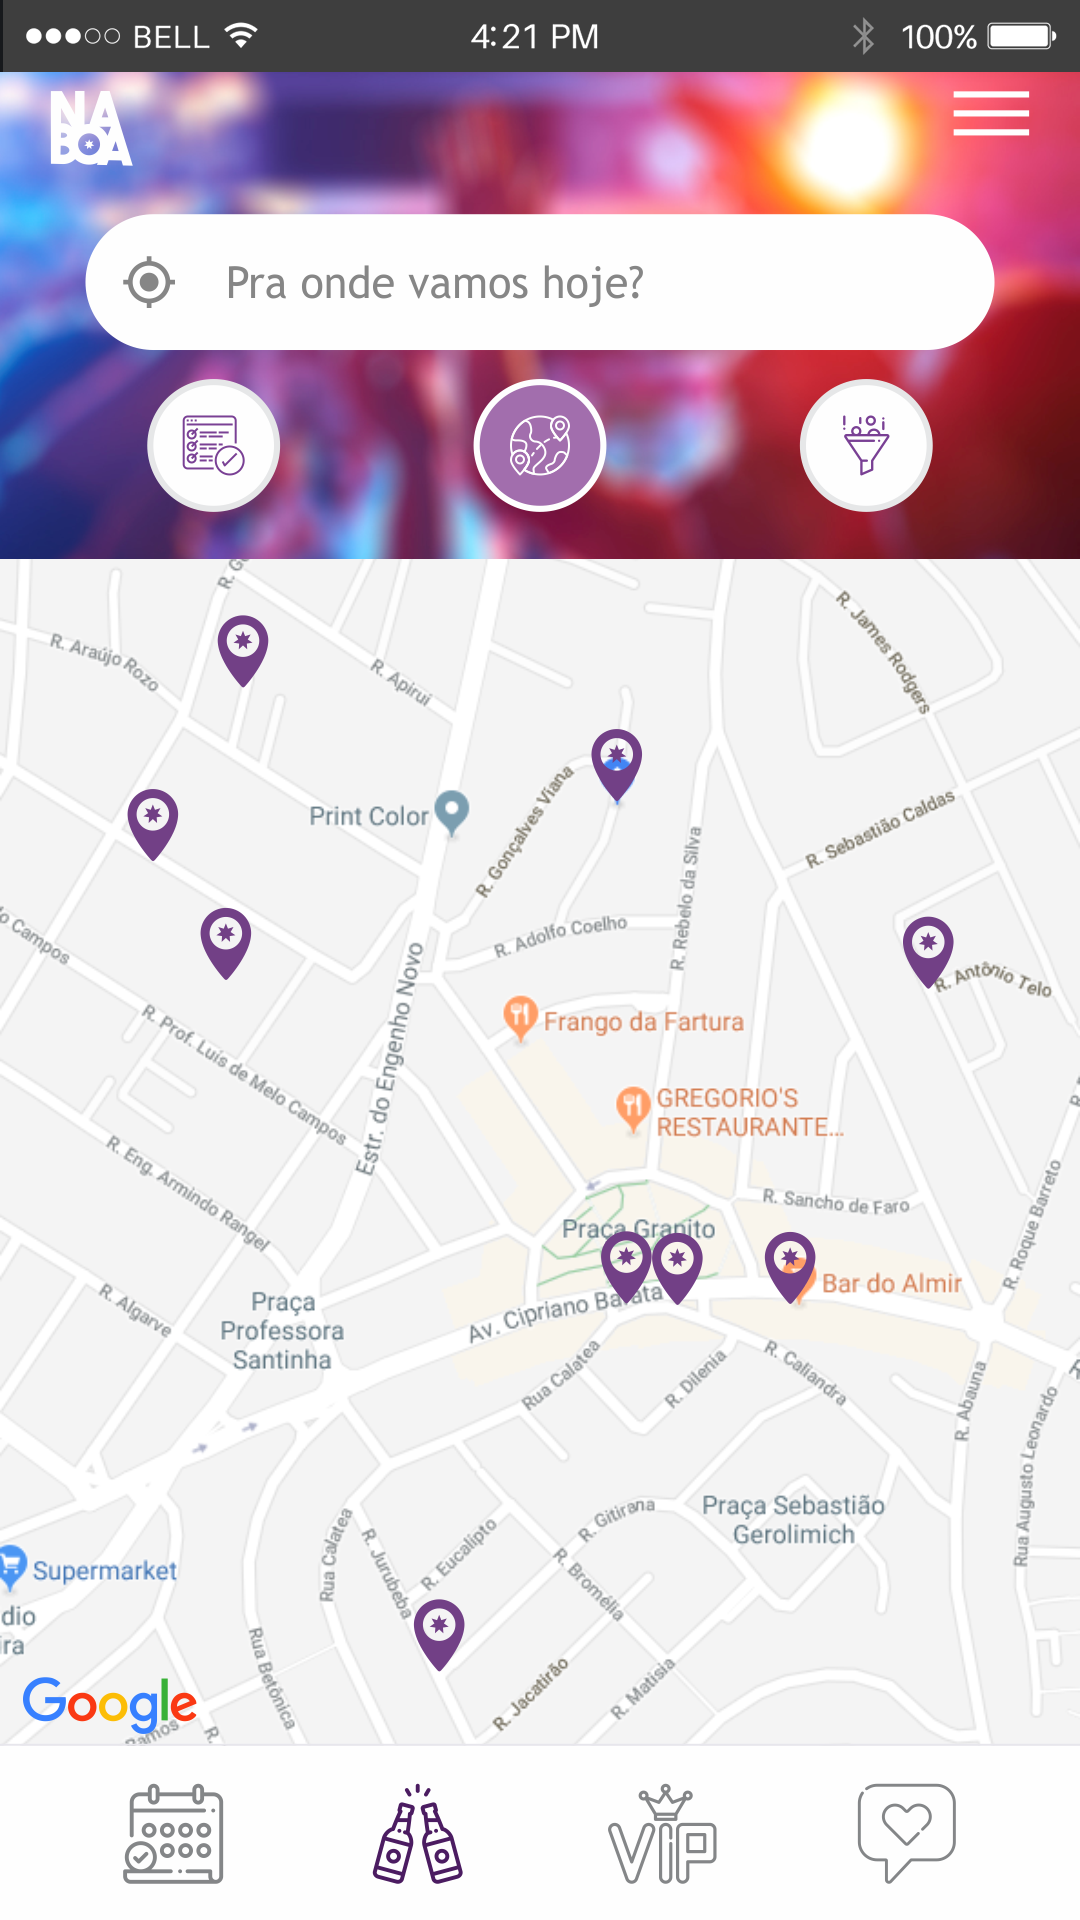 BELL
4:21 PM
100%
NA
BOA
Pra onde vamos hoje?
R. Araújo Rozo
R. Apirui
R. James Rodgers
Print Color
R. Gonçalves Viana
R. Rebelo da Silva
R. Sebastião Caldas
Campos
R. Adolfo Coelho
R. Antônio Telo
Estr. do Engenho Novo
R. Prof. Luís de Melo Campos
Frango da Fartura
GREGORIO'S
RESTAURANTE...
R. Eng. Armindo Rangel
R. Sancho de Faro
R. Roque Barreto
Praça Granito
Bar do Almir
Av. Cipriano Barata
R. Algarve
Praça
Professora
Santinha
Rua Calatea
R. Dilenia
R. Caliandra
R. Abauna
Rua Augusto Leonardo
Praça Sebastião
Gerolimich
R. Gitirana
R. Eucalipto
R. Bromélia
Rua Calatea
R. Jurubeba
Supermarket
dio
ira
Rua Betônica
R. Jacatirão
R. Matisia
Google
Ramos
R.
VIP